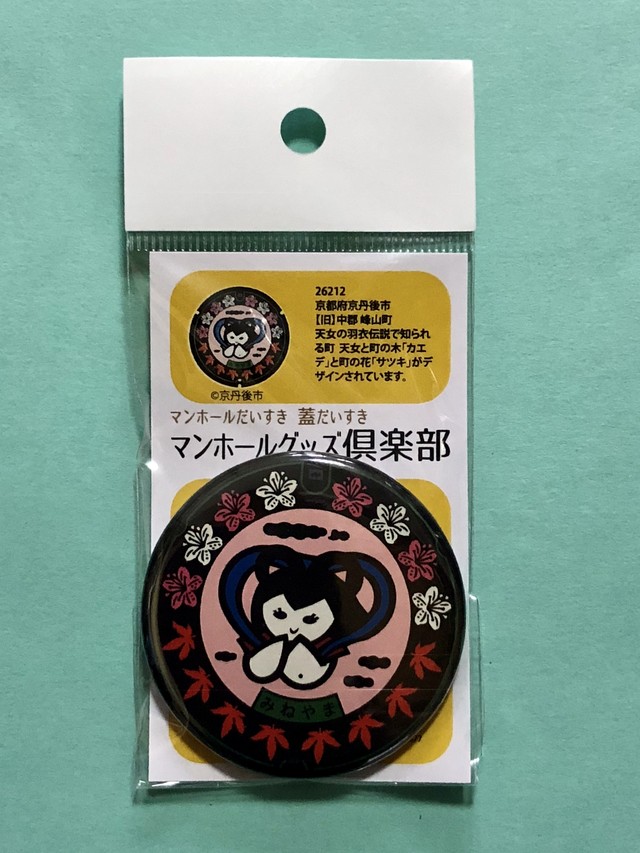 26212
京都府京丹後市
【旧】中郡 峰山町
天女の羽衣伝説で知られ
る町 天女と町の木「カエ
デ」と町の花「サツキ」がデ
ザインされています。
©京丹後市
マンホールだいすき 蓋だいすき
マンホールグッズ倶楽部
みねやま